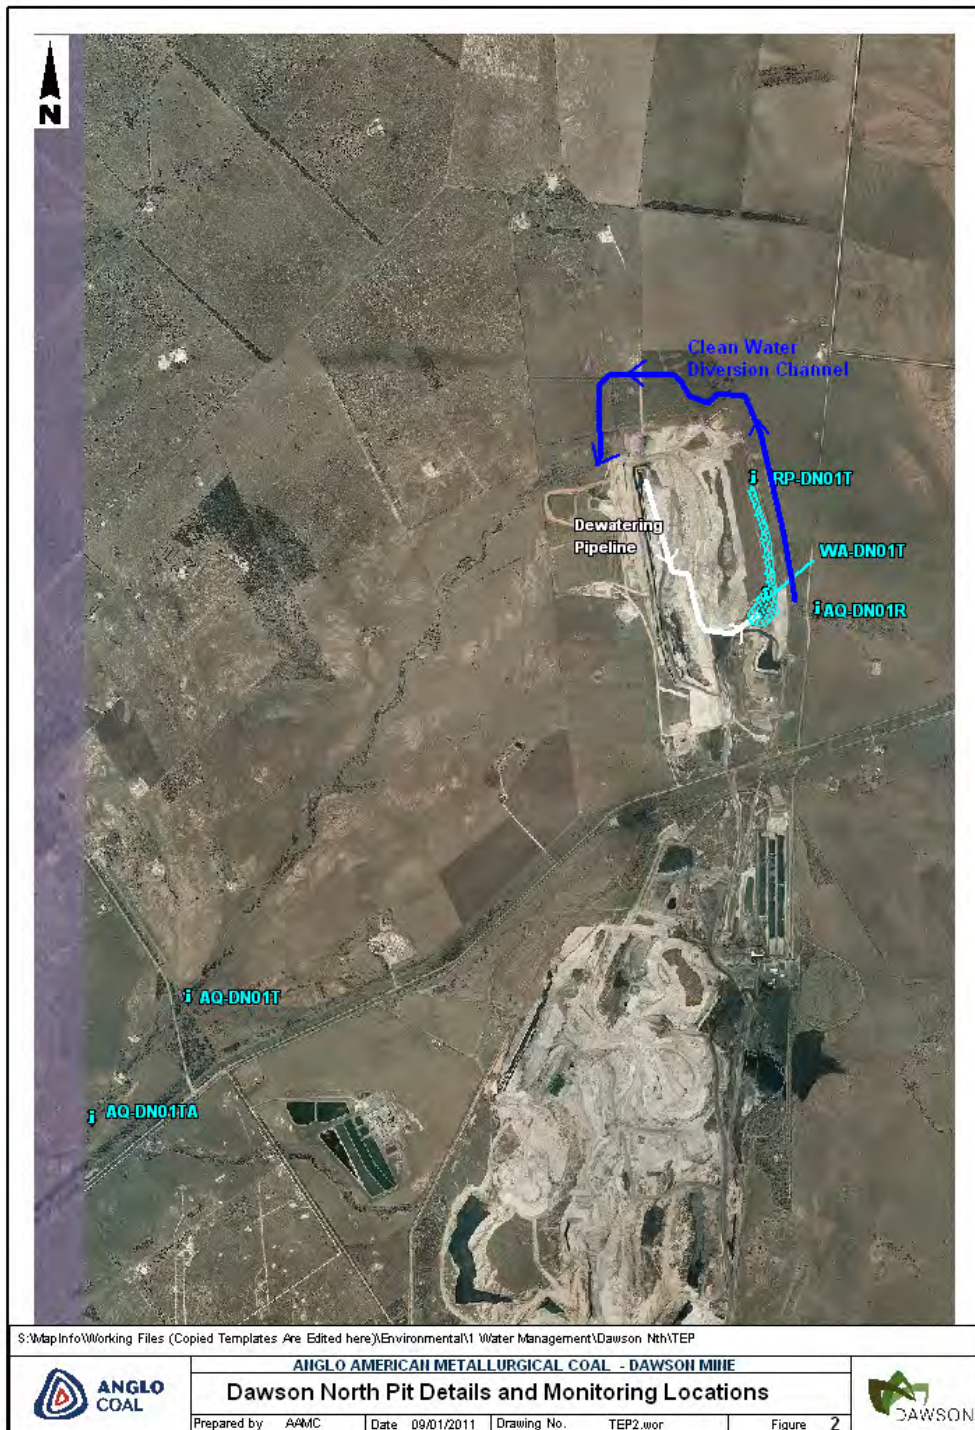 N
Clean Water
Diversion Channel
RP-DN01T
Dewatering
Pipeline
WA-DN01T
AQ-DN01R
AQ-DN01T
AQ-DN01TA
S:\MapInfo\Working Files (Copied Templates Are Edited here)\Environmental\1 Water Management\Dawson Nth\TEP
ANGLO AMERICAN METALLURGICAL COAL - DAWSON MINE
ANGLO
COAL
Dawson North Pit Details and Monitoring Locations
DAWSON
Prepared by AAMC Date 09/01/2011 Drawing No. TEP2.wor Figure 2